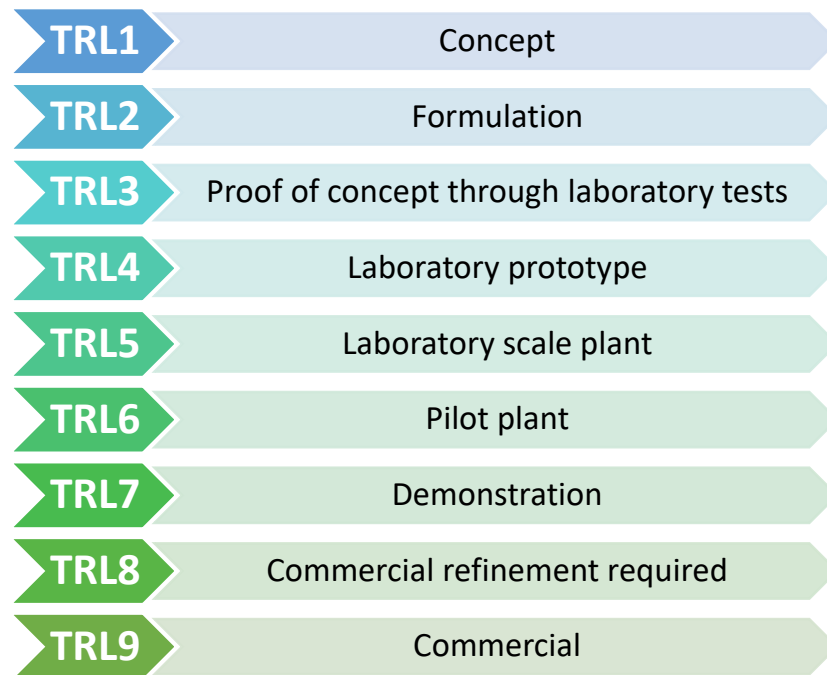 TRL1 Concept
TRL2 Formulation
TRL3 Proof of concept through laboratory tests
TRL4 Laboratory prototype
TRL5 Laboratory scale plant
TRL6 Pilot plant
TRL7 Demonstration
TRL8 Commercial refinement required
TRL9 Commercial